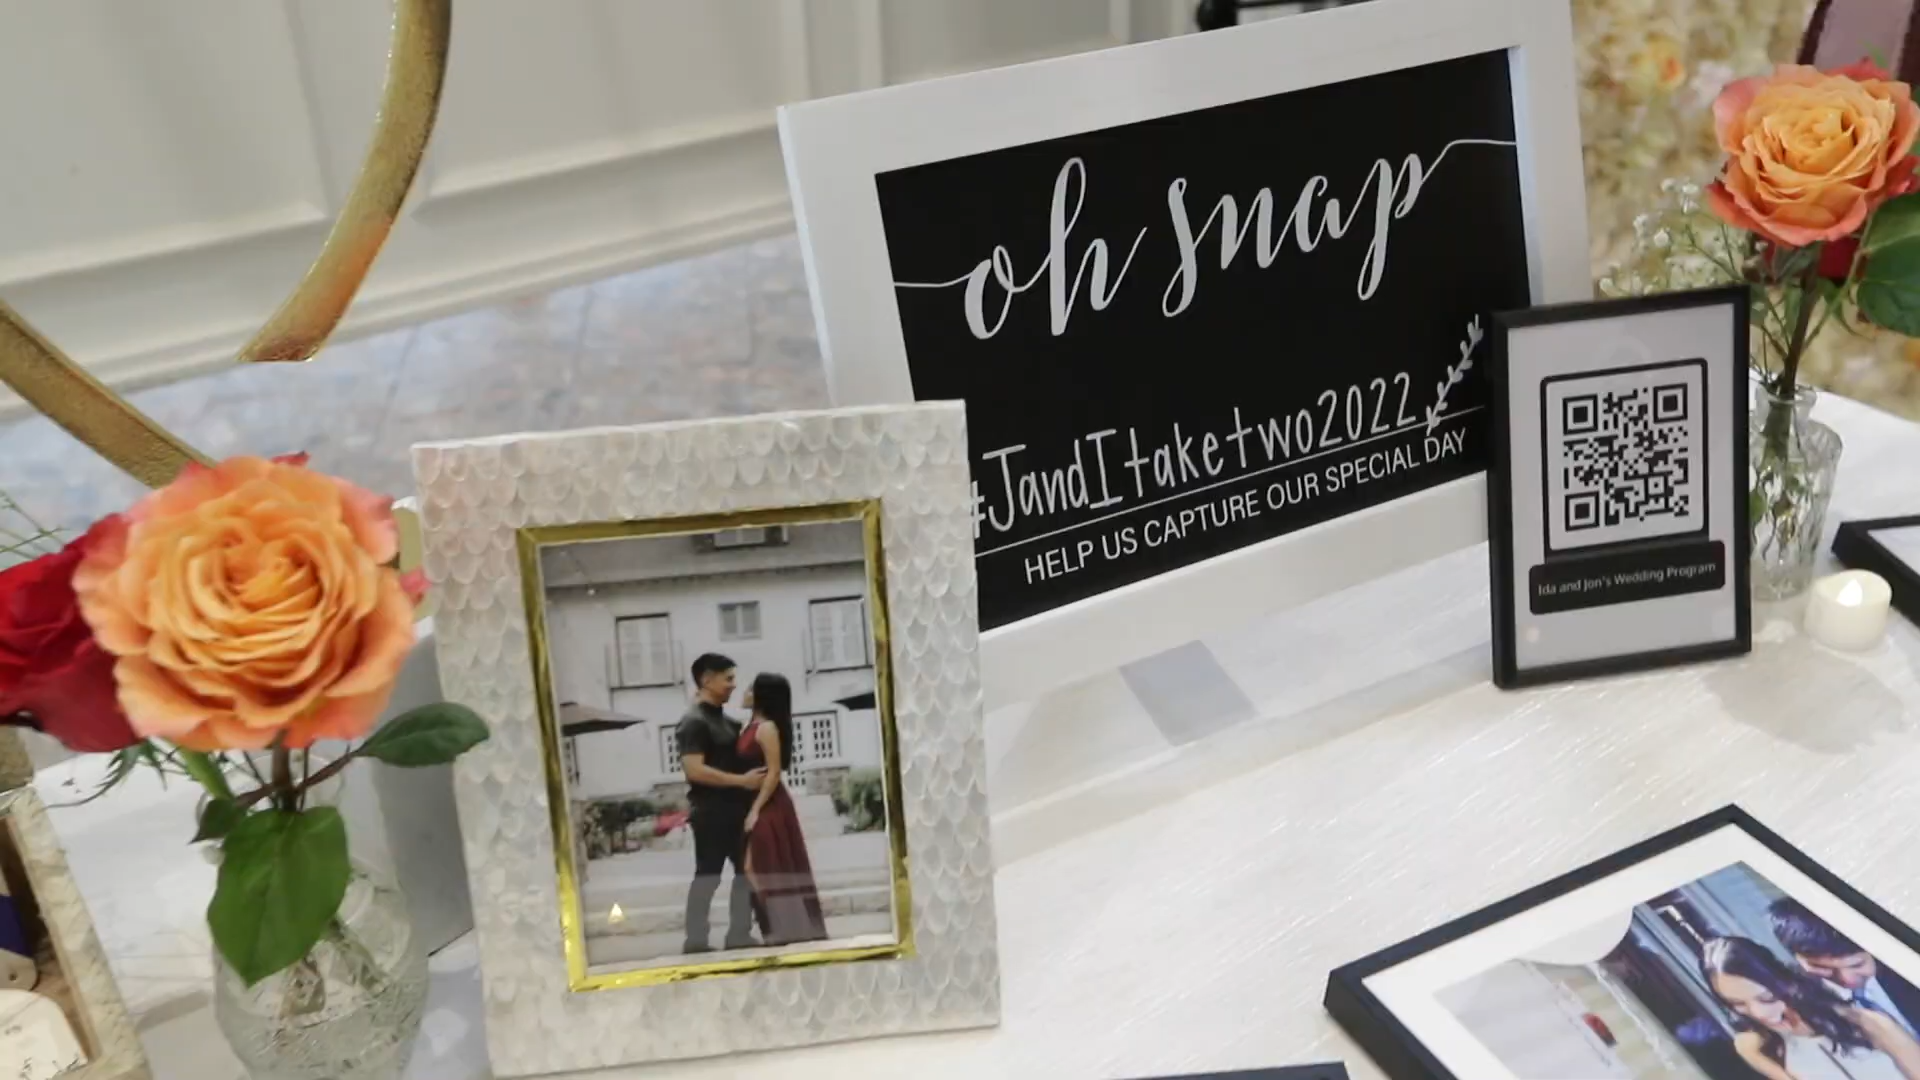 oh snap
#JandItaketwo2022
HELP US CAPTURE OUR SPECIAL DAY
Ida and Jon's Wedding Program